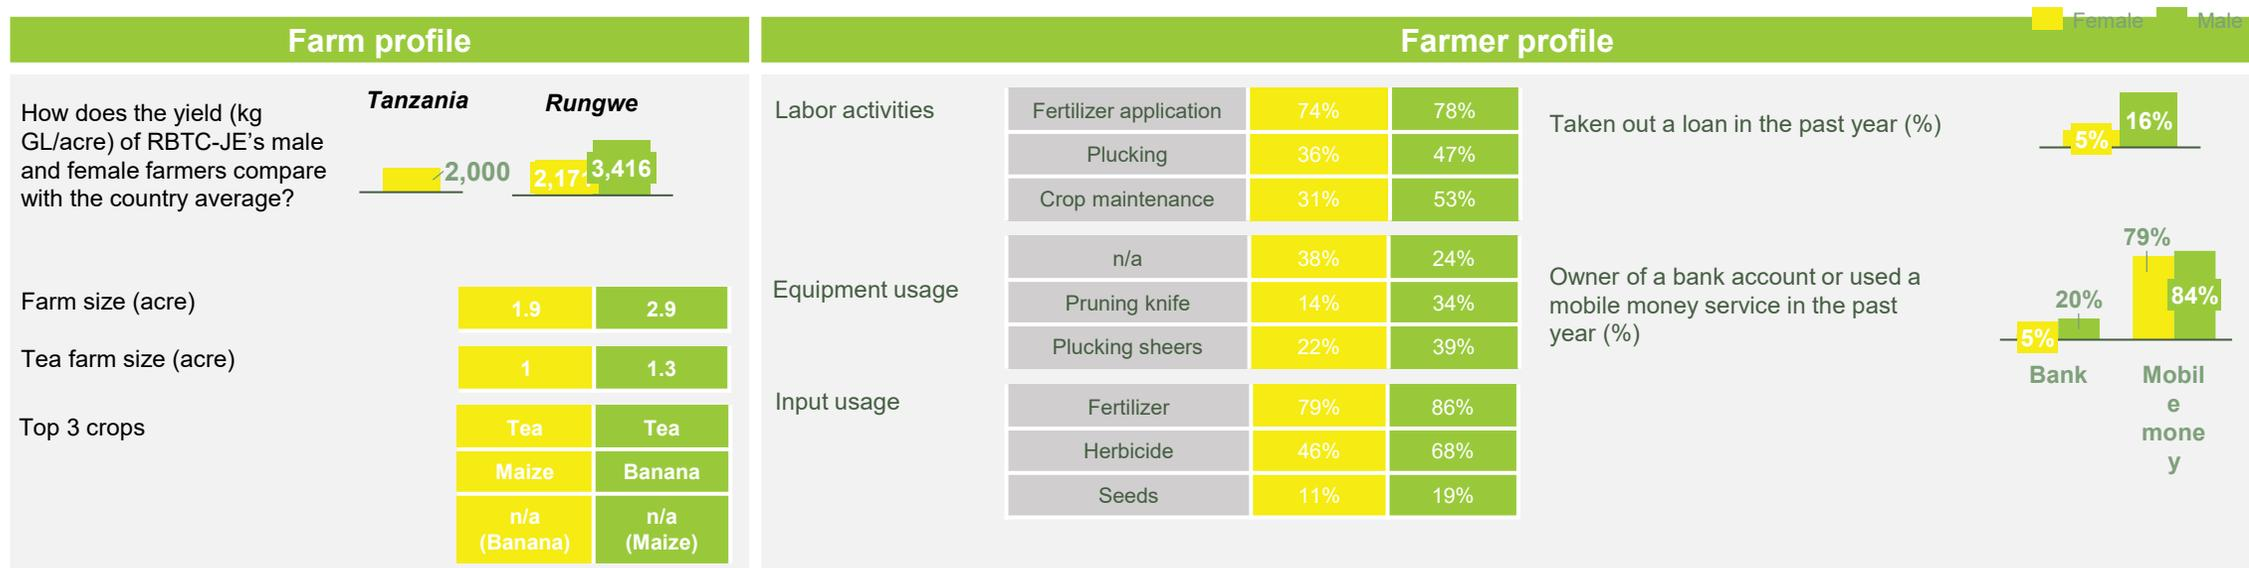 Farm profile
How does the yield (kg
GL/acre) of RBTC-JE’s male
and female farmers compare
with the country average?
Tanzania
Rungwe
2,000
2,171
3,416
Farm size (acre)
1.9
2.9
Tea farm size (acre)
1
1.3
Top 3 crops
Tea
Tea
Maize
Banana
n/a
(Banana)
n/a
(Maize)
Farmer profile
Female
Male
Labor activities
Fertilizer application
74%
78%
Plucking
36%
47%
Crop maintenance
31%
53%
Equipment usage
n/a
38%
24%
Pruning knife
14%
34%
Plucking sheers
22%
39%
Input usage
Fertilizer
79%
86%
Herbicide
46%
68%
Seeds
11%
19%
Taken out a loan in the past year (%)
5%
16%
Owner of a bank account or used a
mobile money service in the past
year (%)
5%
20%
79%
84%
Bank
Mobil
e
mone
y